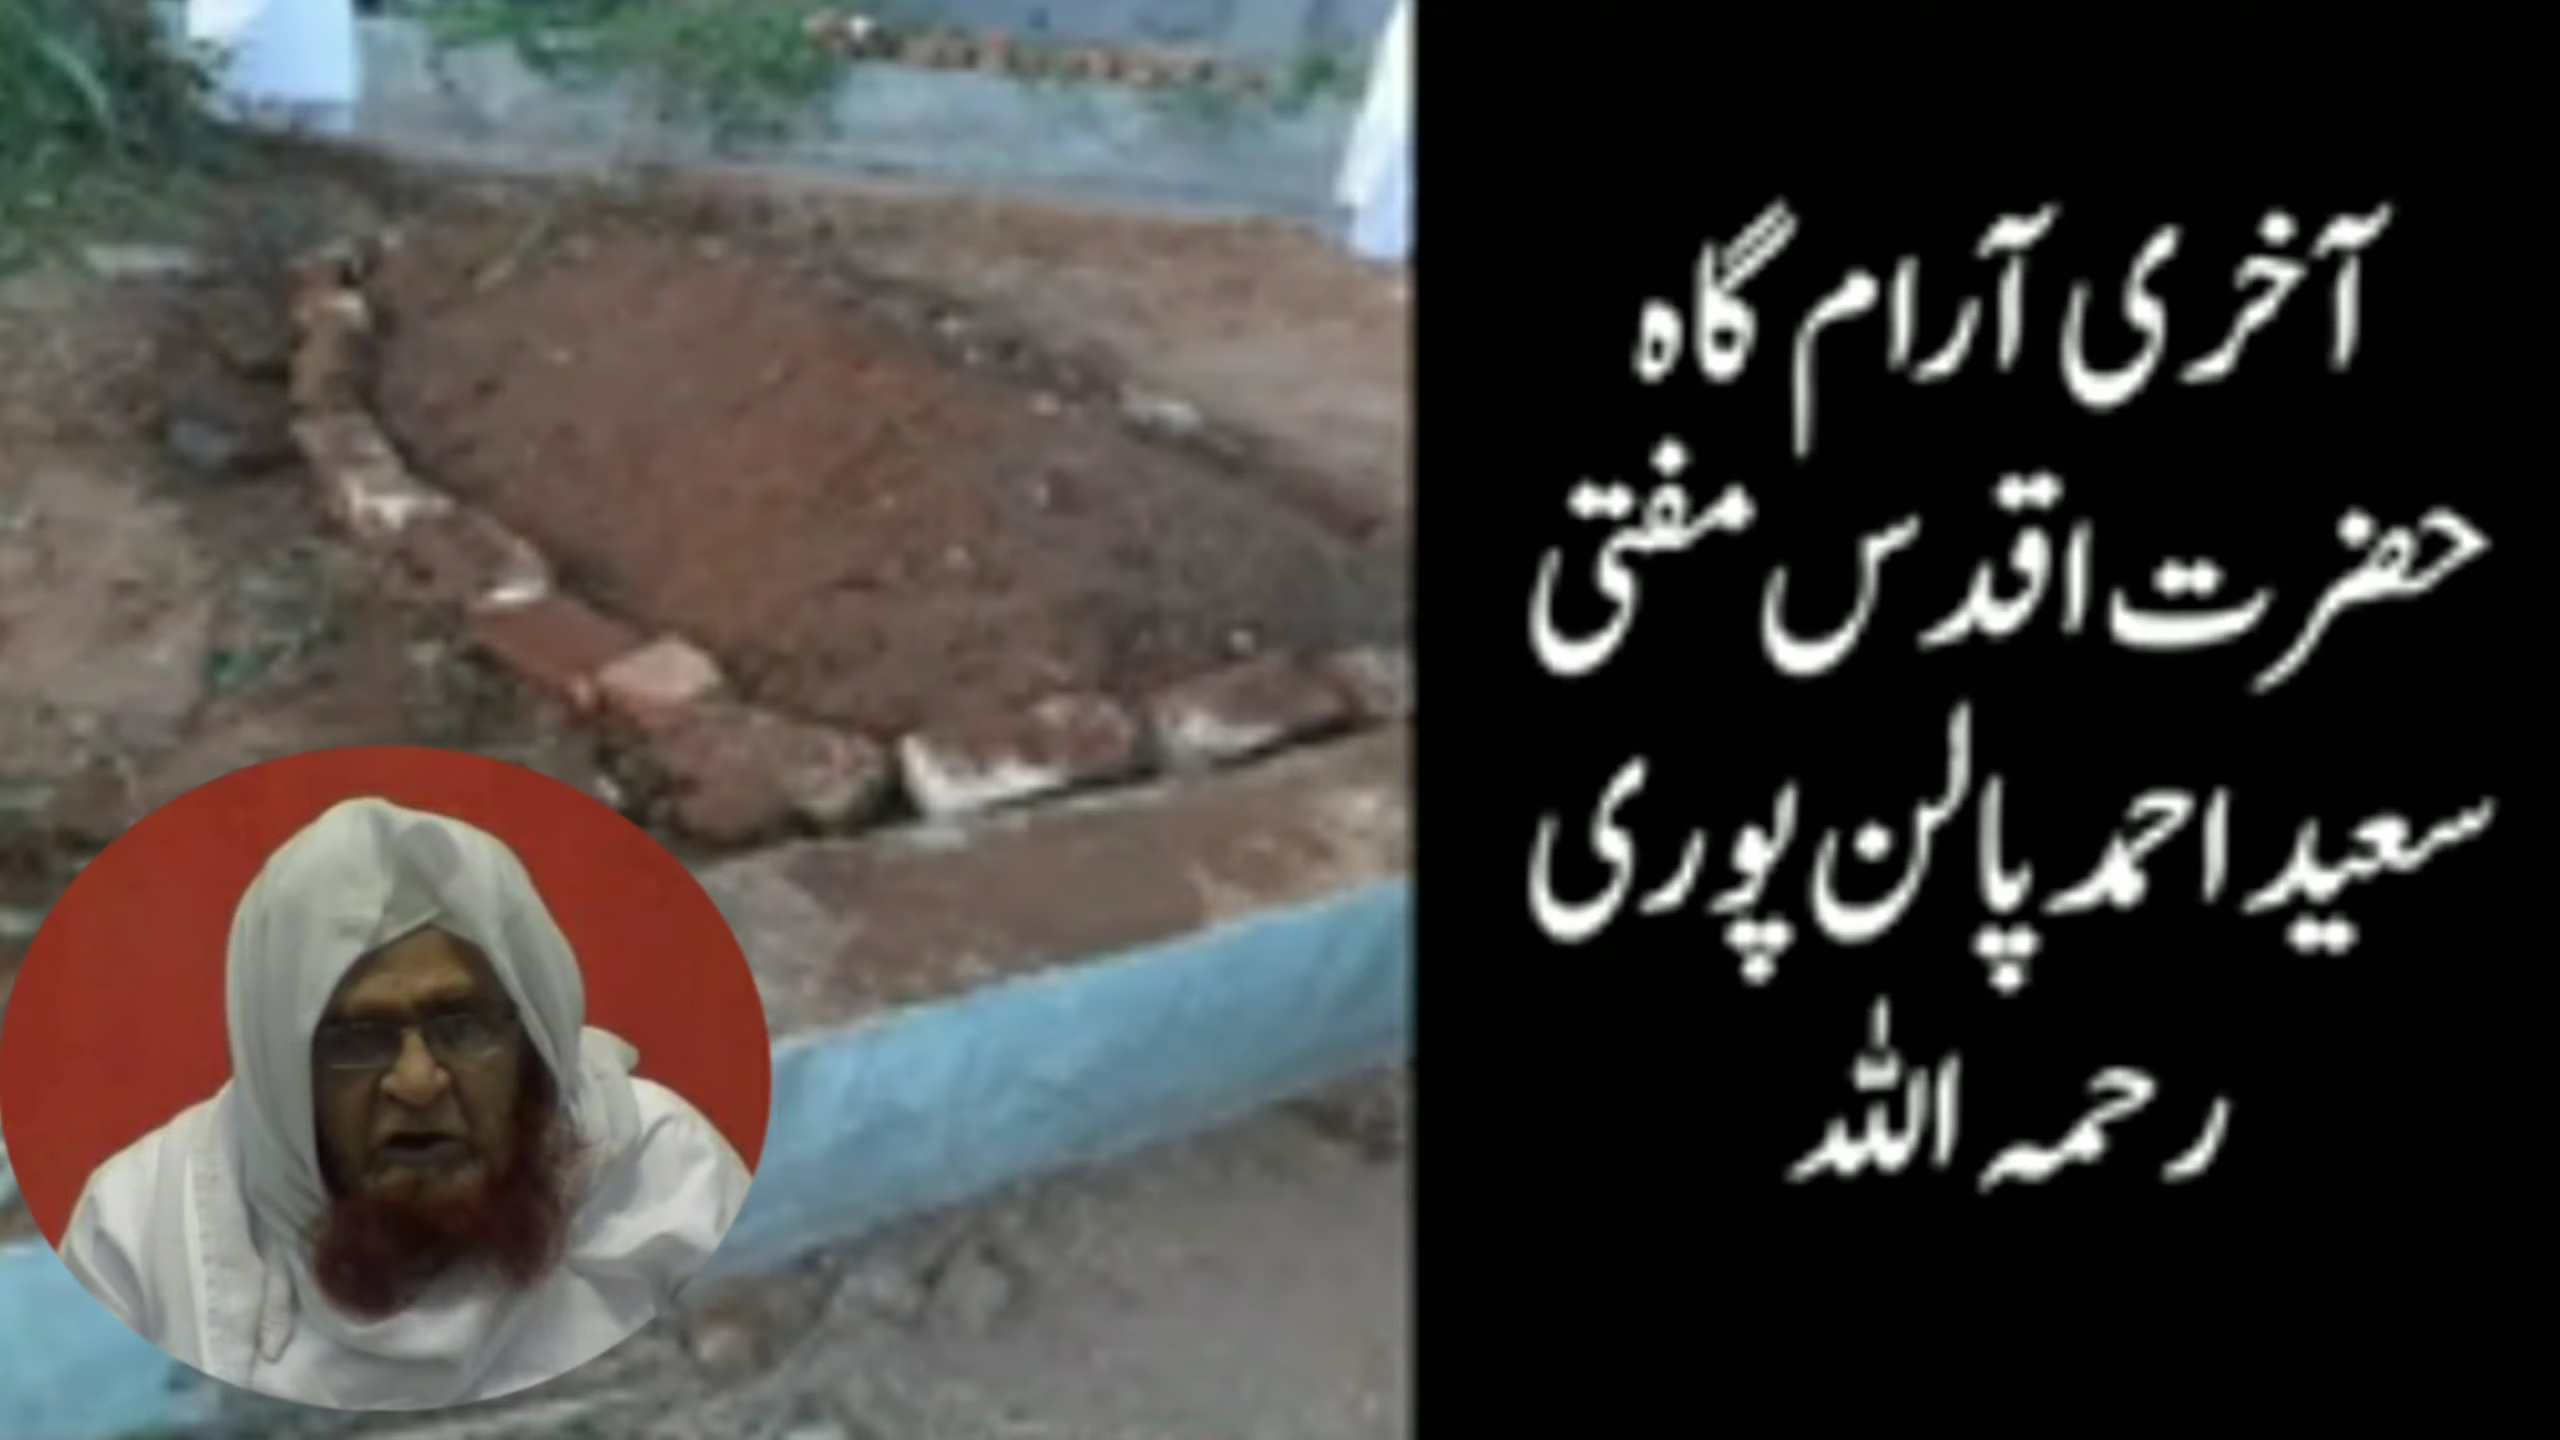 آخری آرام گاہ
حضرت اقدس مفتی
سعید احمد پالن پوری
رحمہ اللہ